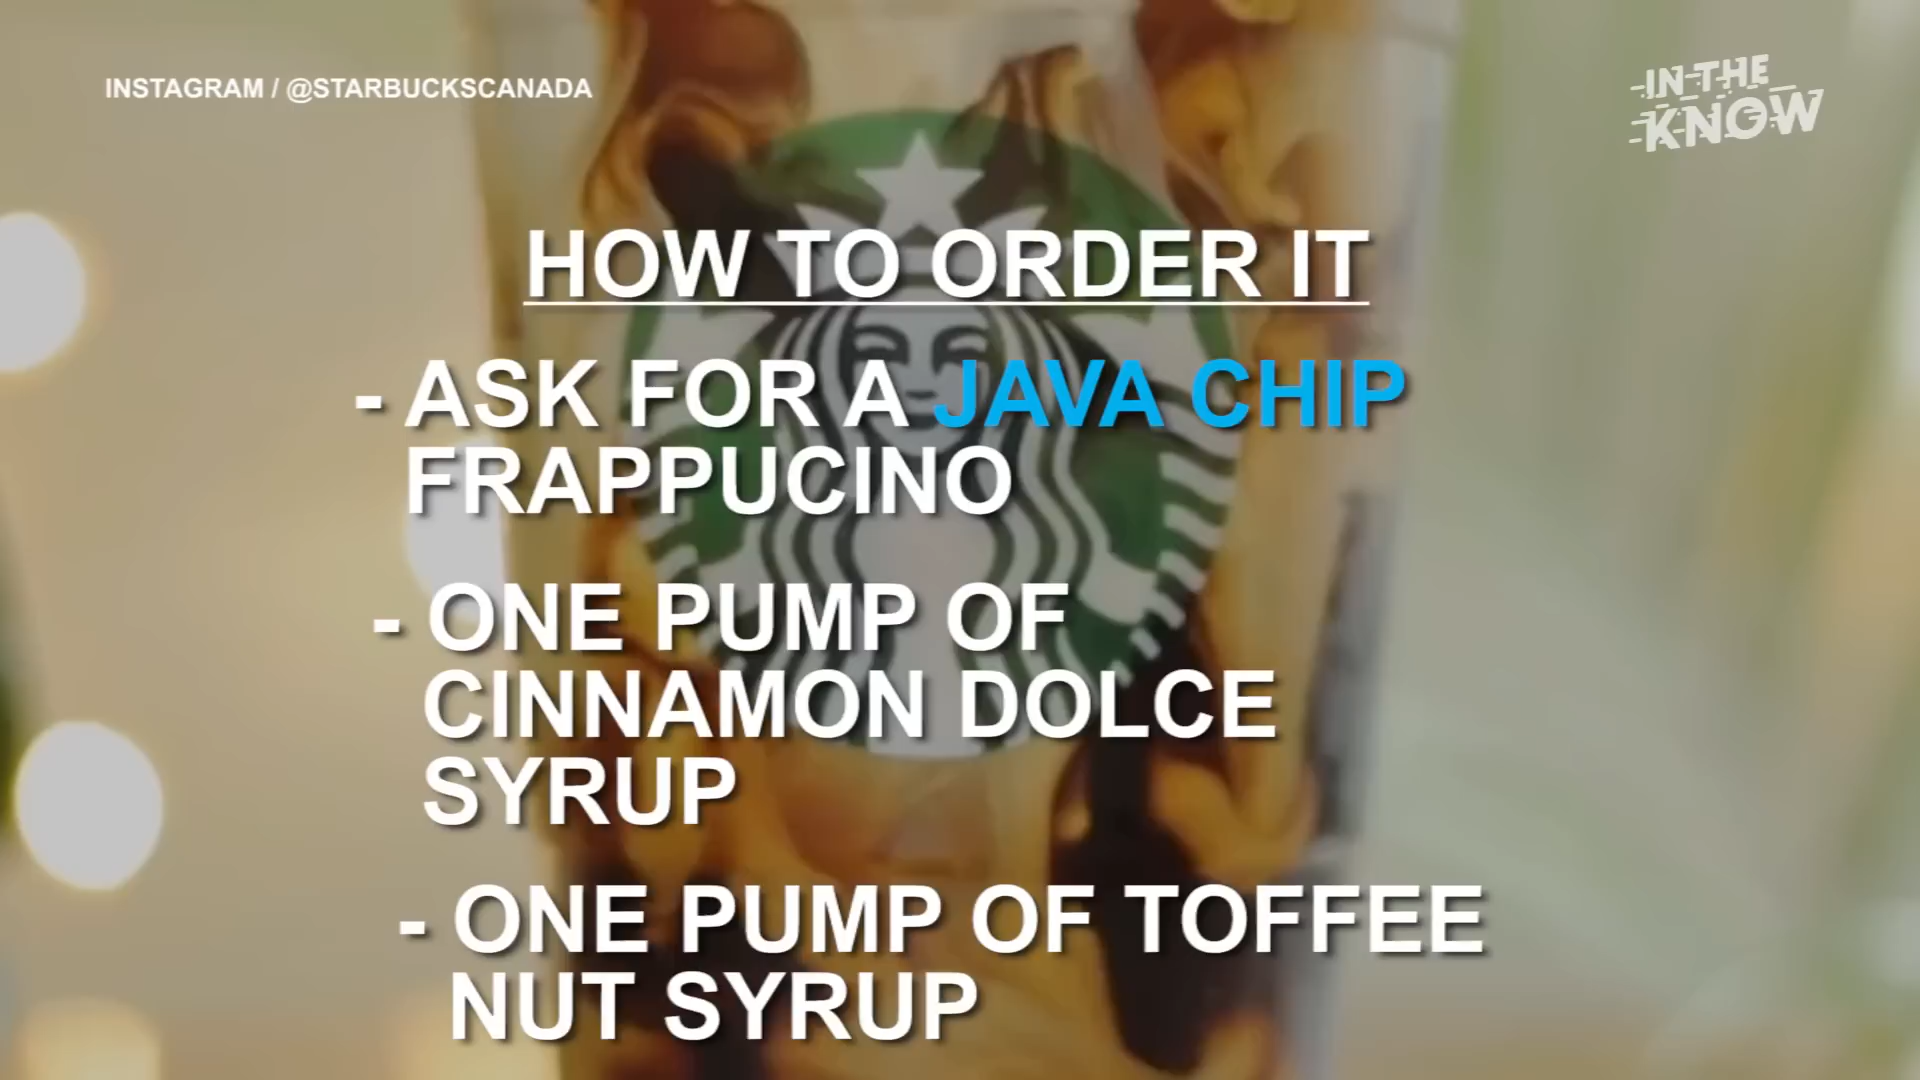 INSTAGRAM / @STARBUCKSCANADA
IN THE
KNOW
HOW TO ORDER IT
- ASK FOR A JAVA CHIP
FRAPPUCINO
- ONE PUMP OF
CINNAMON DOLCE
SYRUP
- ONE PUMP OF TOFFEE
NUT SYRUP